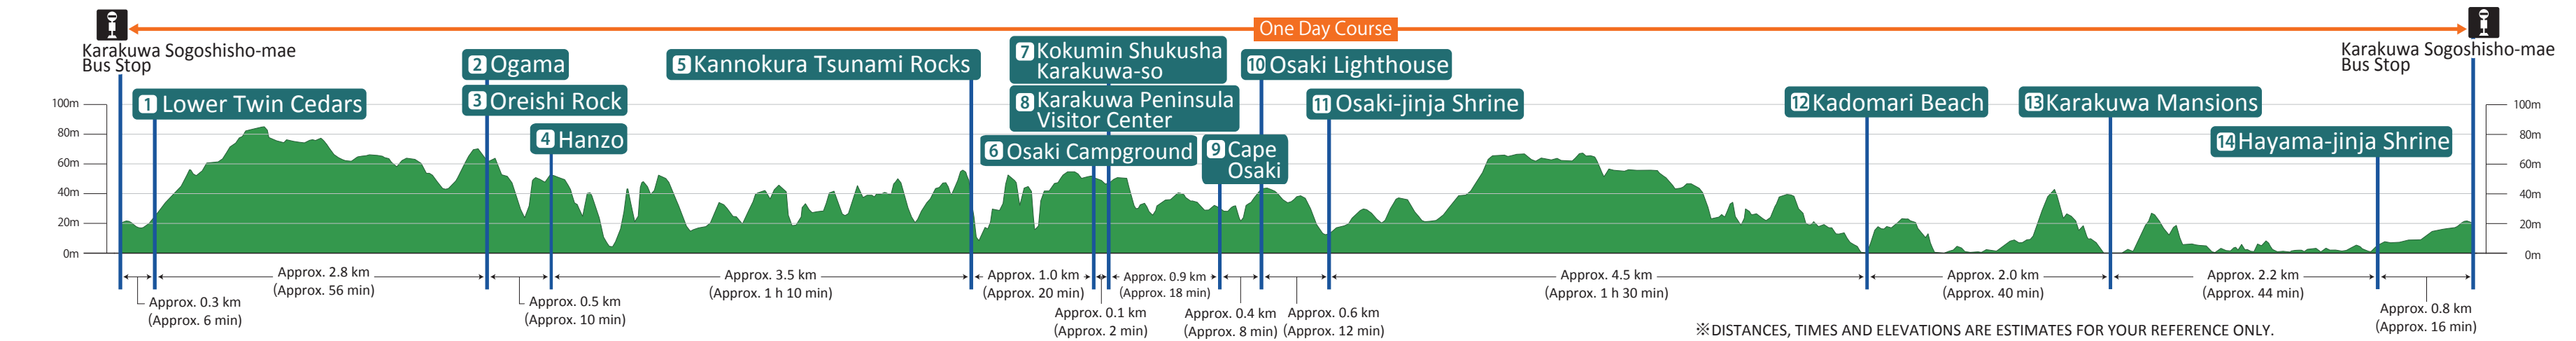 One Day Course
Karakuwa Sogoshisho-mae
Bus Stop
Karakuwa Sogoshisho-mae
Bus Stop
1 Lower Twin Cedars
2 Ogama
3 Oreishi Rock
4 Hanzo
5 Kannokura Tsunami Rocks
6 Osaki Campground
7 Kokumin Shukusha
Karakuwa-so
8 Karakuwa Peninsula
Visitor Center
9 Cape
Osaki
10 Osaki Lighthouse
11 Osaki-jinja Shrine
12 Kadomari Beach
13 Karakuwa Mansions
14 Hayama-jinja Shrine
100m
80m
60m
40m
20m
0m
100m
80m
60m
40m
20m
0m
Approx. 0.3 km
(Approx. 6 min)
Approx. 2.8 km
(Approx. 56 min)
Approx. 0.5 km
(Approx. 10 min)
Approx. 3.5 km
(Approx. 1 h 10 min)
Approx. 1.0 km
(Approx. 20 min)
Approx. 0.1 km
(Approx. 2 min)
Approx. 0.9 km
(Approx. 18 min)
Approx. 0.4 km
(Approx. 8 min)
Approx. 0.6 km
(Approx. 12 min)
Approx. 4.5 km
(Approx. 1 h 30 min)
Approx. 2.0 km
(Approx. 40 min)
Approx. 2.2 km
(Approx. 44 min)
Approx. 0.8 km
(Approx. 16 min)
※DISTANCES, TIMES AND ELEVATIONS ARE ESTIMATES FOR YOUR REFERENCE ONLY.